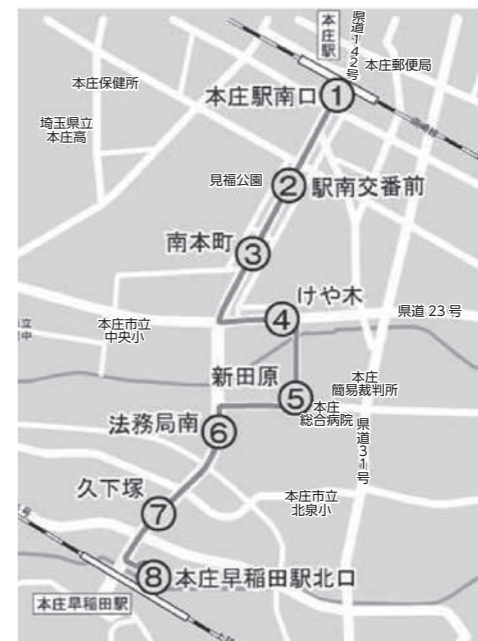 本庄駅
県道142号
本庄郵便局
本庄保健所
本庄駅南口
①
埼玉県立
本庄高
見福公園
②
駅南交番前
南本町
③
けや木
④
県道23号
本庄市立
中央小
新田原
⑤
本庄
簡易裁判所
本庄
総合病院
法務局南
⑥
県道31号
久下塚
⑦
本庄市立
北泉小
⑧
本庄早稲田駅北口
本庄早稲田駅